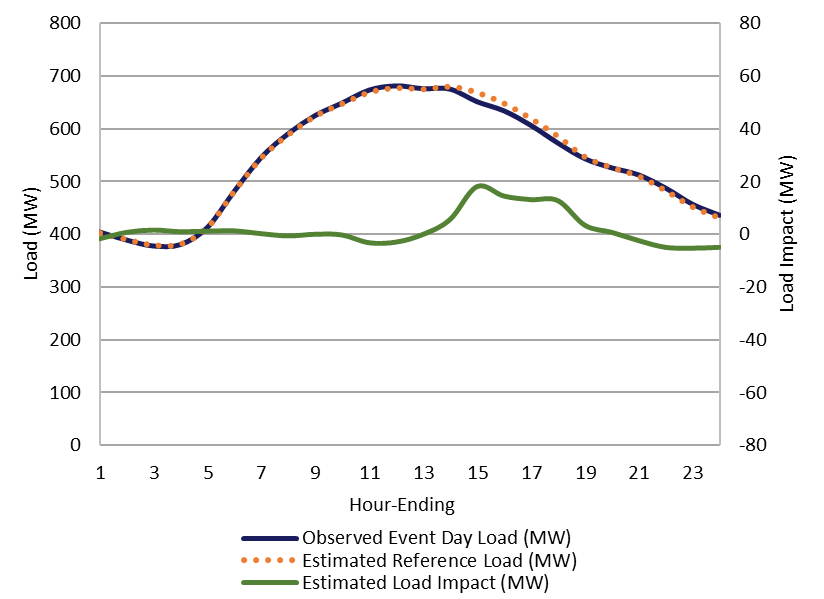 800
700
600
500
400
300
200
100
0
Load (MW)
80
60
40
20
0
-20
-40
-60
-80
Load Impact (MW)
1 3 5 7 9 11 13 15 17 19 21 23
Hour-Ending
Observed Event Day Load (MW)
Estimated Reference Load (MW)
Estimated Load Impact (MW)